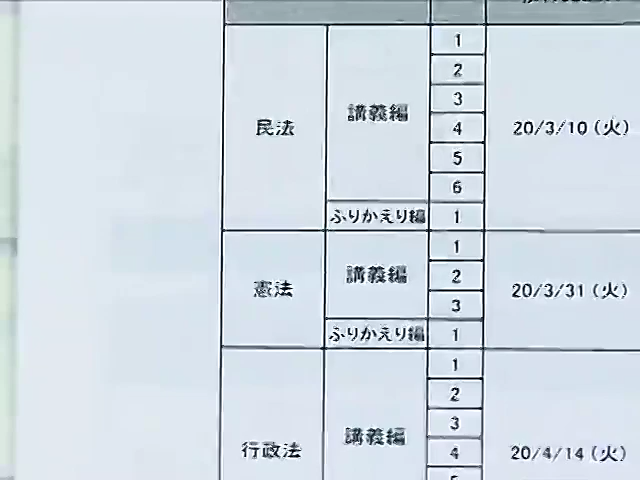 民法
講義編
1
2
3
4
5
6
20/3/10(火)
ふりかえり編
1
憲法
講義編
1
2
3
20/3/31(火)
ふりかえり編
1
行政法
講義編
1
2
3
4
20/4/14(火)